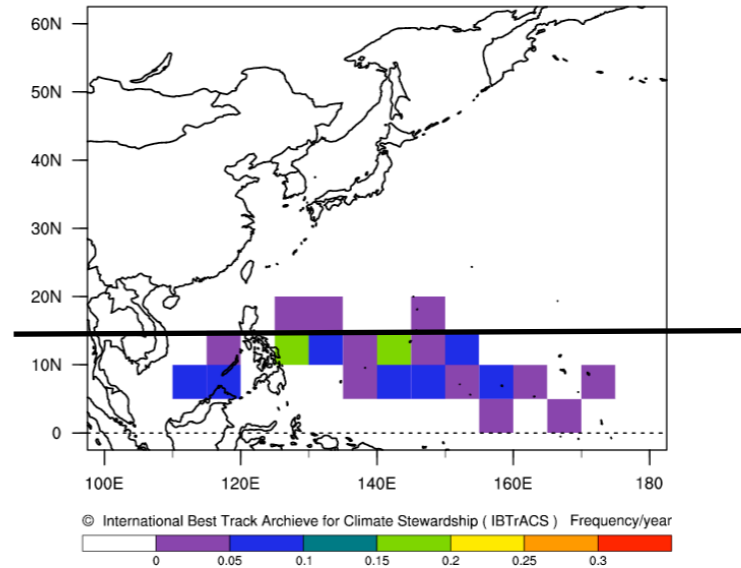 60N
50N
40N
30N
20N
10N
0
100E 120E 140E 160E 180
© International Best Track Archieve for Climate Stewardship ( IBTrACS ) Frequency/year
0 0.05 0.1 0.15 0.2 0.25 0.3